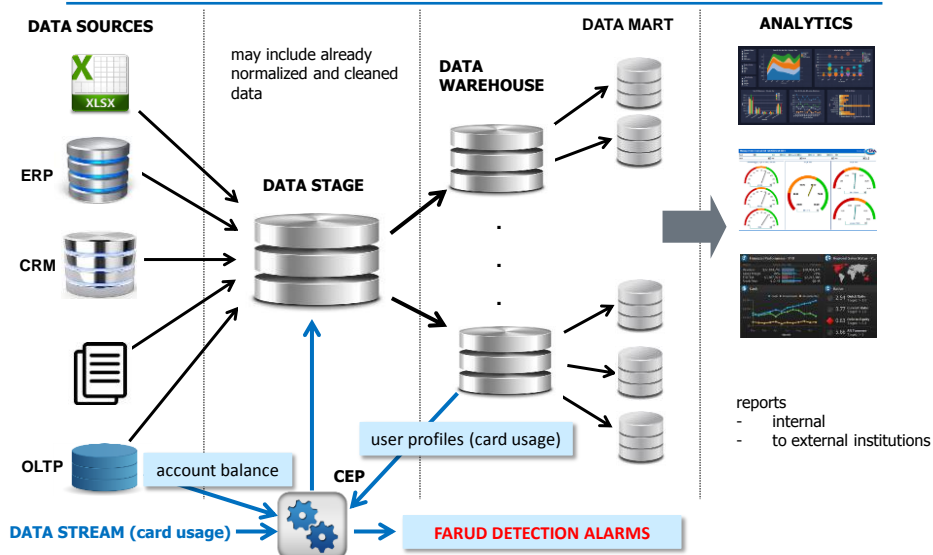 DATA SOURCES
DATA MART
ANALYTICS
may include already
normalized and cleaned
data
DATA
WAREHOUSE
X
XLSX
ERP
DATA STAGE
CRM
.
.
.
reports
- internal
- to external institutions
user profiles (card usage)
OLTP
account balance
CEP
DATA STREAM (card usage)
FARUD DETECTION ALARMS